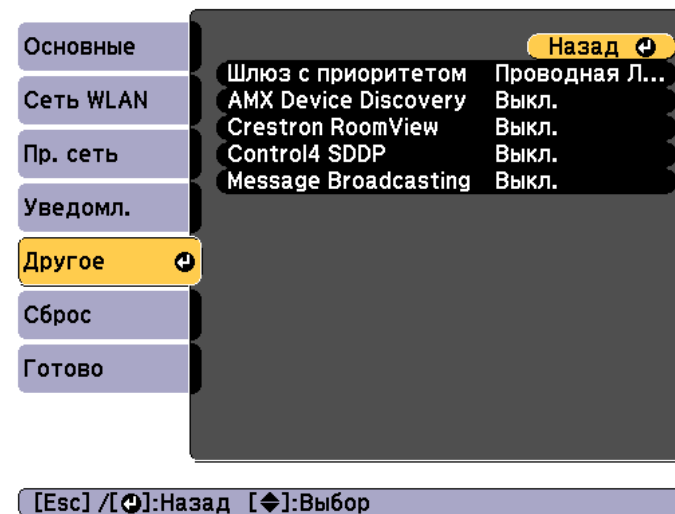 Основные
Сеть WLAN
Пр. сеть
Уведомл.
Другое
Сброс
Готово
Назад
Шлюз с приоритетом Проводная Л...
AMX Device Discovery Выкл.
Crestron RoomView Выкл.
Control4 SDDP Выкл.
Message Broadcasting Выкл.
[Esc] /[]:Назад []:Выбор